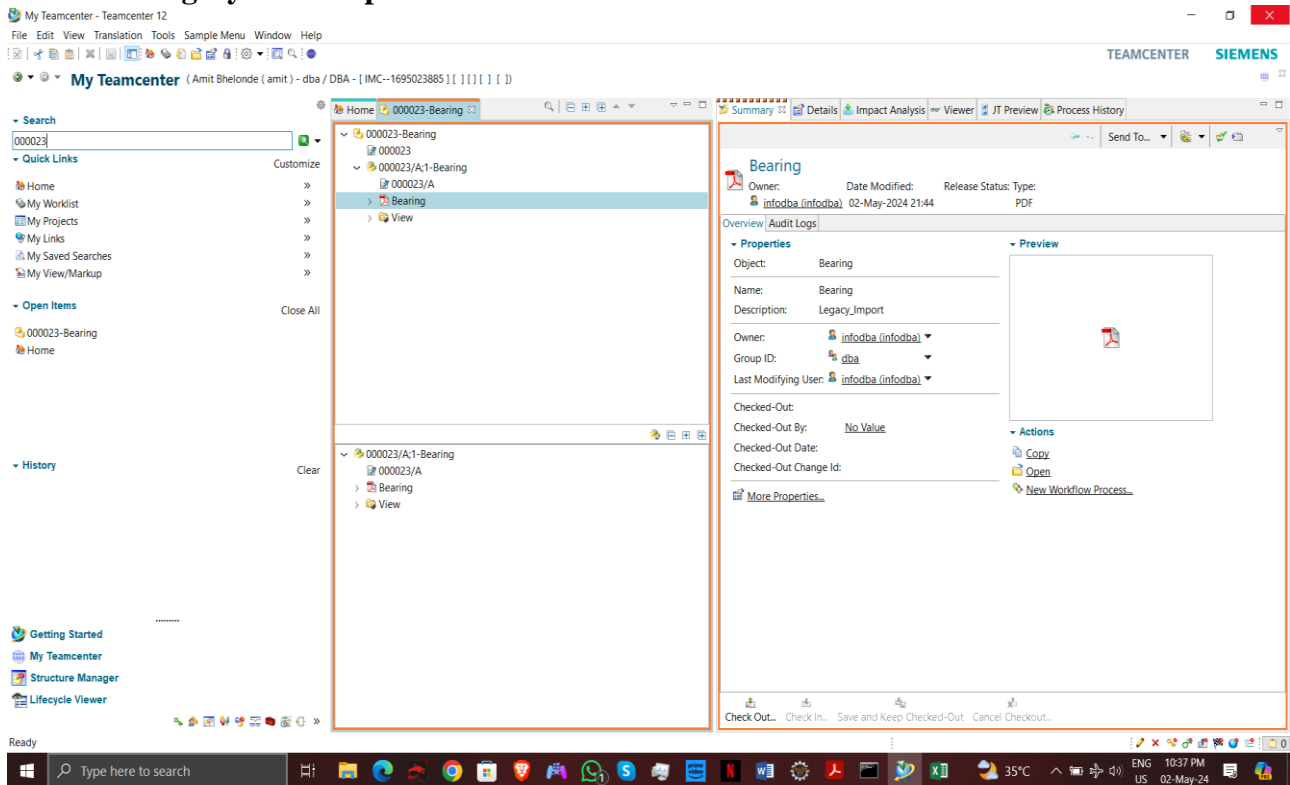 My Teamcenter - Teamcenter 12
File Edit View Translation Tools Sample Menu Window Help
TEAMCENTER SIEMENS
My Teamcenter ( Amit Bhelonde ( amit ) - dba / DBA - [ IMC--1695023885 ] [ ] [ ] [ ] [ ])
Search
000023
Quick Links Customize
Home »
My Worklist »
My Projects »
My Links »
My Saved Searches »
My View/Markup »
Open Items Close All
000023-Bearing
Home
History Clear
Getting Started
My Teamcenter
Structure Manager
Lifecycle Viewer
»
Home 000023-Bearing
000023-Bearing
000023
000023/A;1-Bearing
000023/A
Bearing
View
000023/A;1-Bearing
000023/A
Bearing
View
Summary Details Impact Analysis Viewer JT Preview Process History
Send To...
Bearing
Owner: Date Modified: Release Status: Type:
infodba (infodba) 02-May-2024 21:44 PDF
Overview Audit Logs
Properties
Object: Bearing
Name: Bearing
Description: Legacy_Import
Owner: infodba (infodba)
Group ID: dba
Last Modifying User: infodba (infodba)
Checked-Out:
Checked-Out By: No Value
Checked-Out Date:
Checked-Out Change Id:
More Properties...
Preview
Actions
Copy
Open
New Workflow Process...
Check Out... Check In... Save and Keep Checked-Out Cancel Checkout...
Ready
0
Type here to search
35°C
ENG
US
10:37 PM
02-May-24